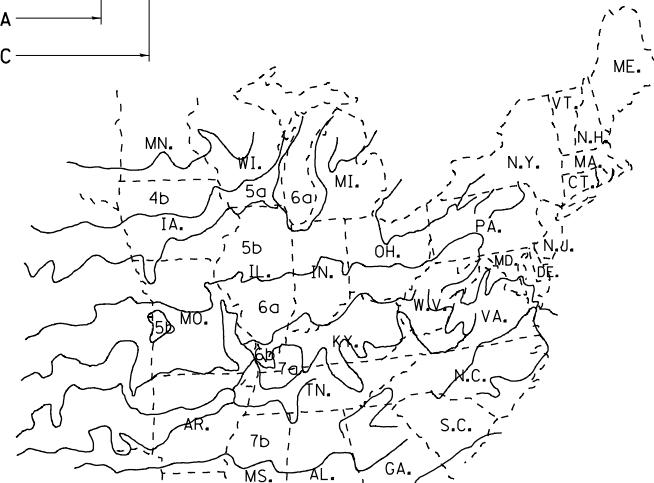 A
C
ME.
VT.
MN.
N.H.
WI.
N.Y.
MA.
MI.
CT.
4b
5a
6a
IA.
PA.
5b
OH.
N.J.
IL.
IN.
MD.
DE.
6a
W.V.
MO.
VA.
5b
KY.
6b
7a
N.C.
TN.
AR.
S.C.
7b
MS.
AL.
GA.